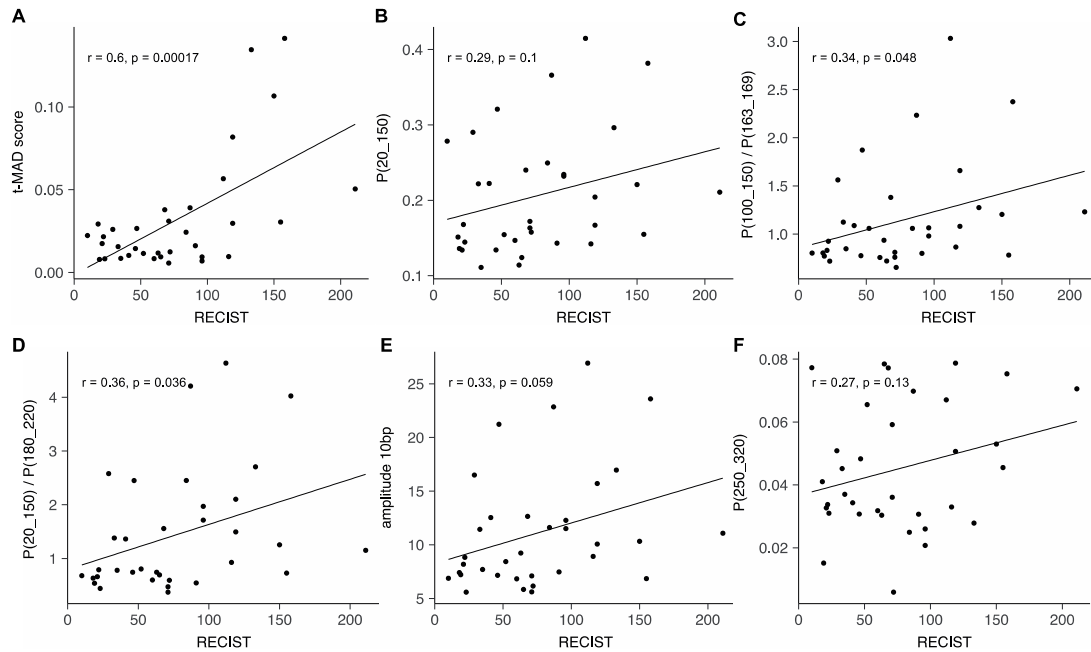 A
r = 0.6, p = 0.00017
t-MAD score
0.10
0.05
0.00
0
50
100
150
200
RECIST
B
r = 0.29, p = 0.1
P(20_150)
0.4
0.3
0.2
0.1
0
50
100
150
200
RECIST
C
r = 0.34, p = 0.048
P(100_150) / P(163_169)
3.0
2.5
2.0
1.5
1.0
0.5
0
50
100
150
200
RECIST
D
r = 0.36, p = 0.036
P(20_150) / P(180_220)
4
3
2
1
0
50
100
150
200
RECIST
E
r = 0.33, p = 0.059
amplitude 10bp
25
20
15
10
5
0
50
100
150
200
RECIST
F
r = 0.27, p = 0.13
P(250_320)
0.08
0.06
0.04
0.02
0
50
100
150
200
RECIST